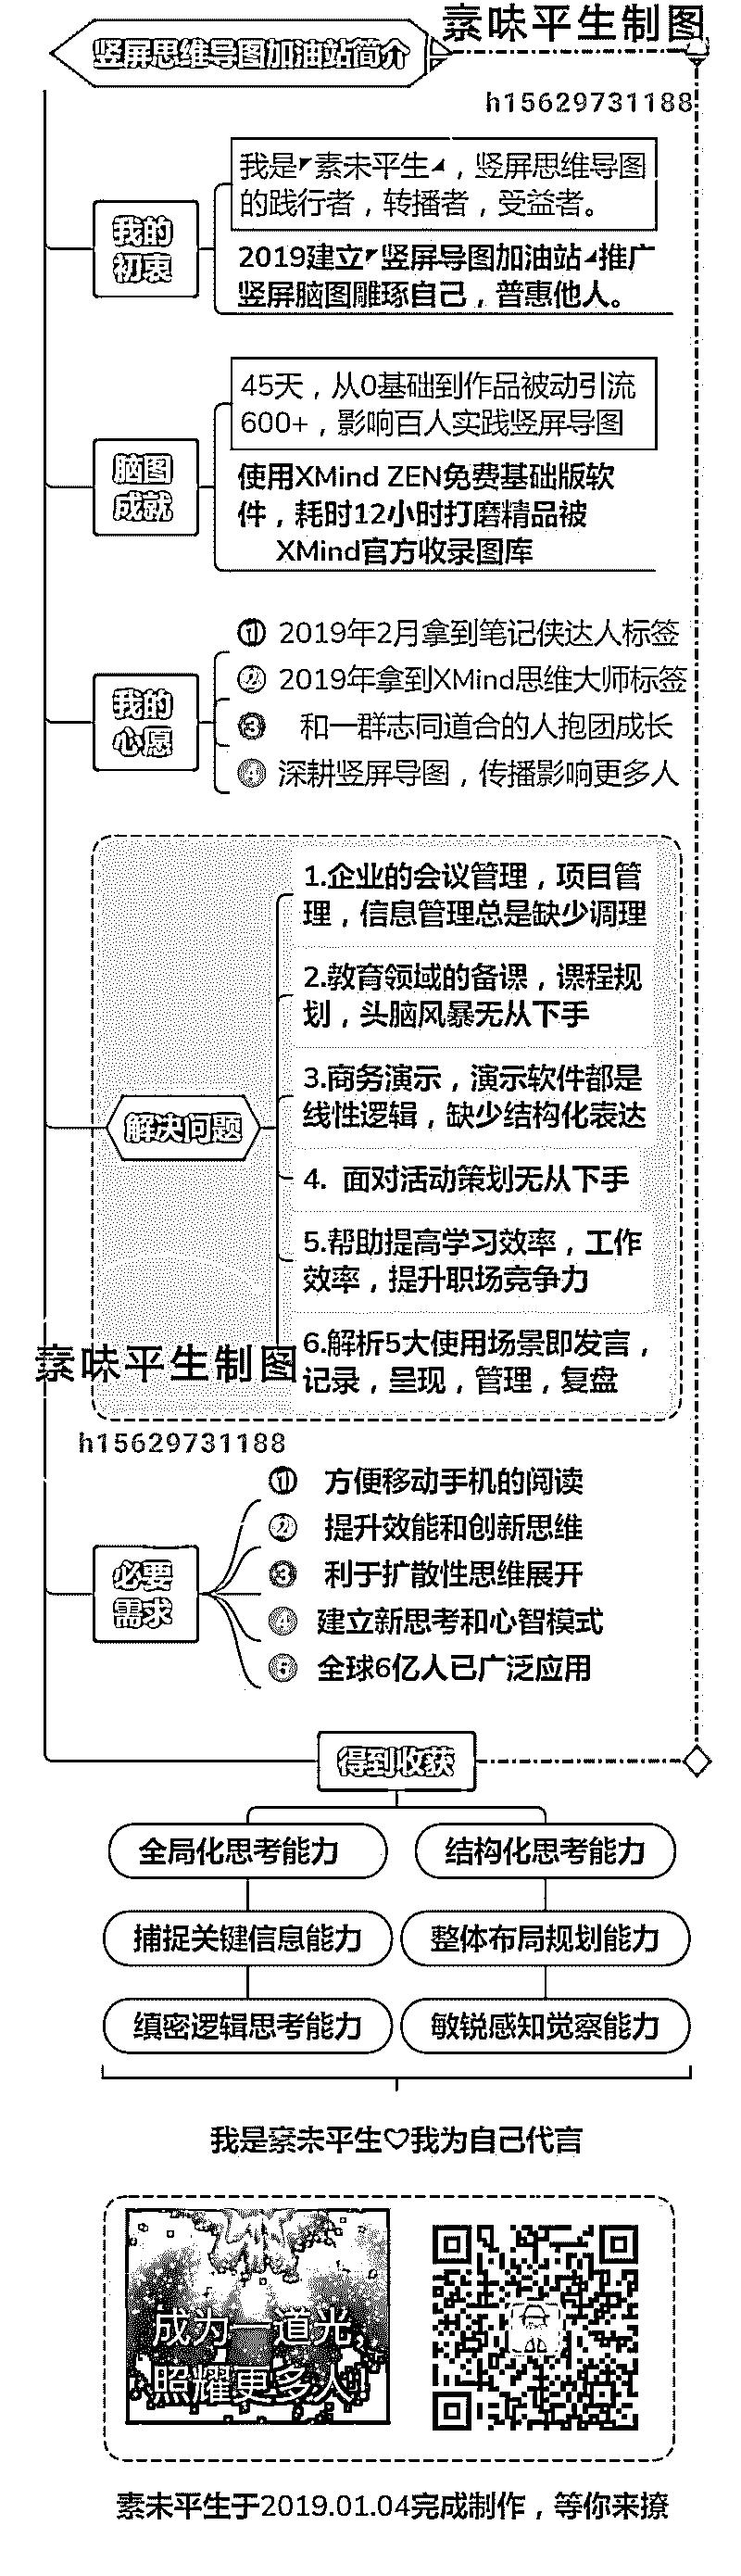 素味平生制图
竖屏思维导图加油站简介
h15629731188
我是◤素未平生◢，竖屏思维导图
的践行者，转播者，受益者。
我的
初衷
2019建立◤竖屏导图加油站◢推广
竖屏脑图雕琢自己，普惠他人。
45天，从0基础到作品被动引流
600+，影响百人实践竖屏导图
脑图
成就
使用XMind ZEN免费基础版软
件，耗时12小时打磨精品被
XMind官方收录图库
① 2019年2月拿到笔记侠达人标签
② 2019年拿到XMind思维大师标签
我的
心愿
③ 和一群志同道合的人抱团成长
④ 深耕竖屏导图，传播影响更多人
1.企业的会议管理，项目管
理，信息管理总是缺少调理
2.教育领域的备课，课程规
划，头脑风暴无从下手
3.商务演示，演示软件都是
线性逻辑，缺少结构化表达
解决问题
4. 面对活动策划无从下手
5.帮助提高学习效率，工作
效率，提升职场竞争力
6.解析5大使用场景即发言，
记录，呈现，管理，复盘
素味平生制图
h15629731188
① 方便移动手机的阅读
② 提升效能和创新思维
③ 利于扩散性思维展开
必要
需求
④ 建立新思考和心智模式
⑤ 全球6亿人已广泛应用
得到收获
全局化思考能力
结构化思考能力
捕捉关键信息能力
整体布局规划能力
缜密逻辑思考能力
敏锐感知觉察能力
我是素未平生♡我为自己代言
成为一道光
照耀更多人
素未平生于2019.01.04完成制作，等你来撩